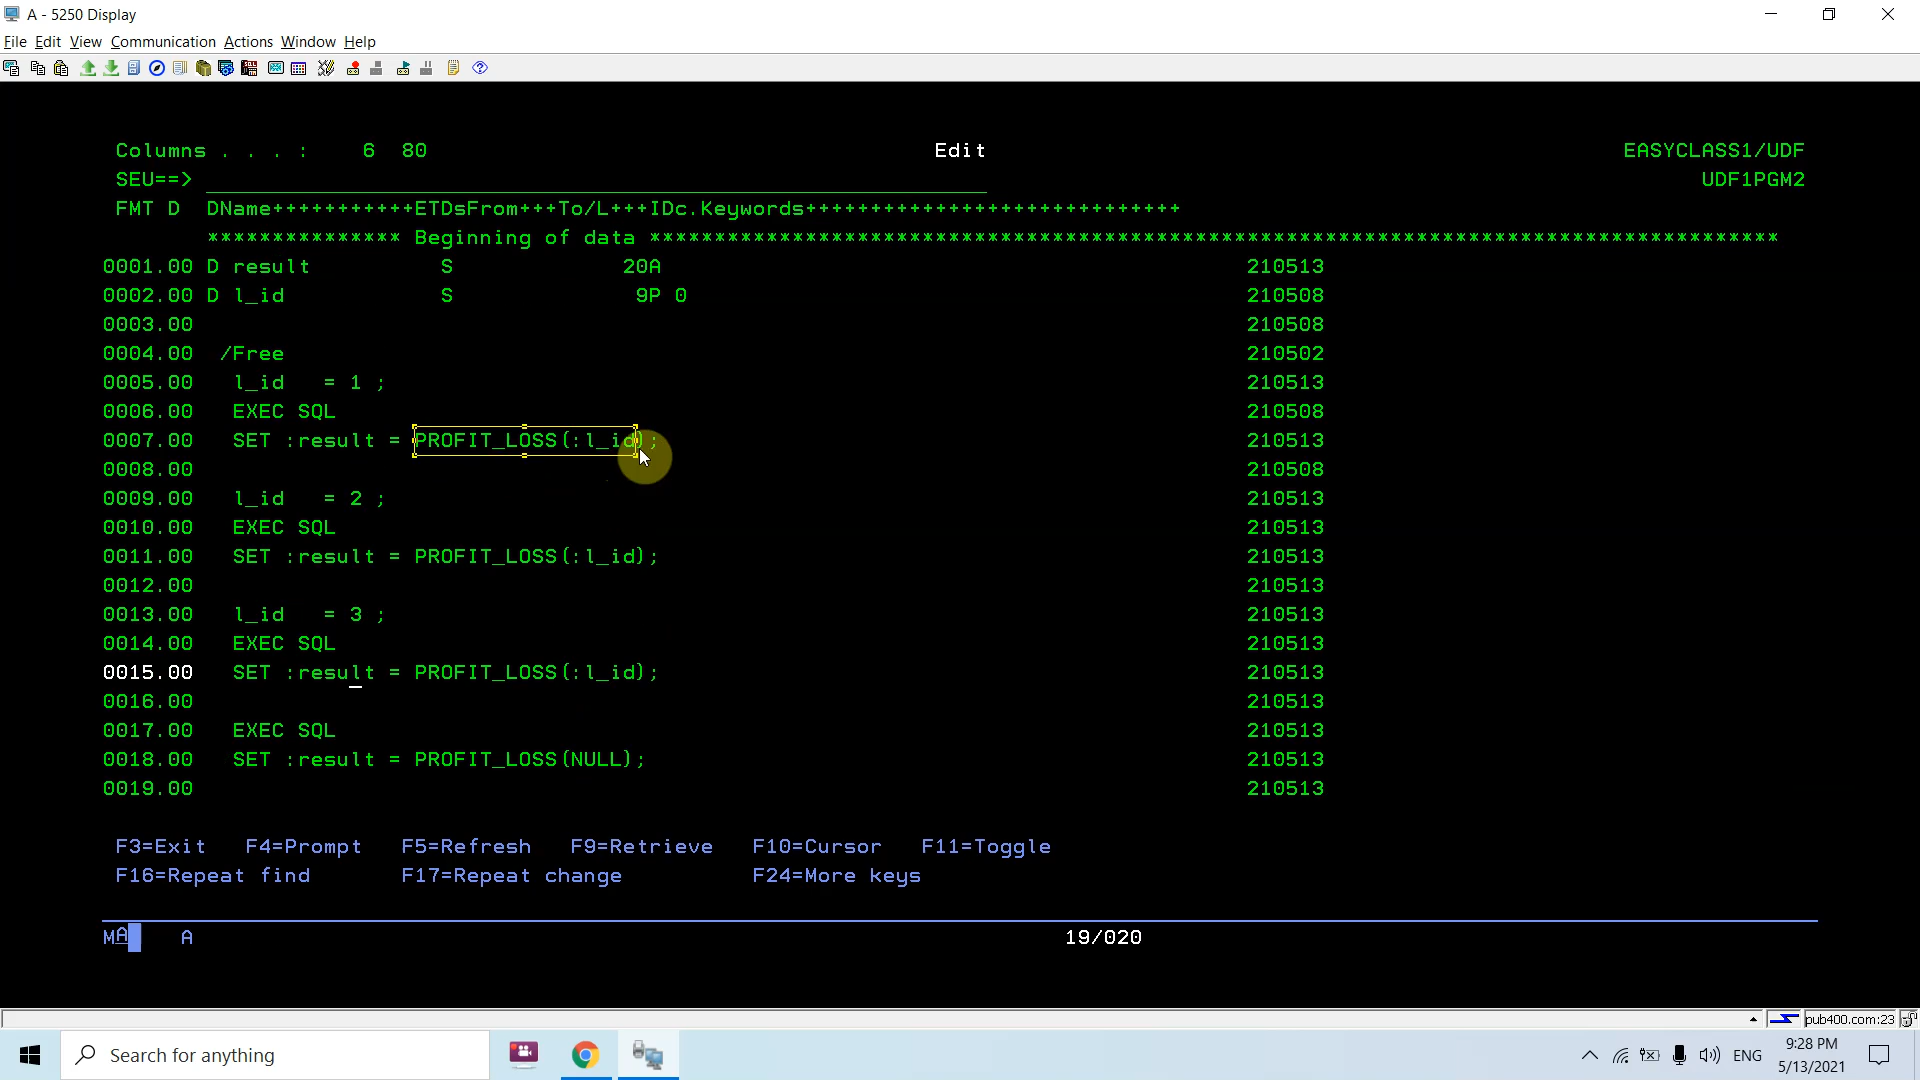 A - 5250 Display
File Edit View Communication Actions Window Help
Columns . . . :    6  80                                       Edit                                                 EASYCLASS1/UDF
SEU==>                                                                                                                    UDF1PGM2
FMT D  DName+++++++++++ETDsFrom+++To/L+++IDc.Keywords+++++++++++++++++++++++++++++
*************** Beginning of data ***************************************************************************************
0001.00 D result          S             20A                                             210513
0002.00 D l_id            S              9P 0                                           210508
0003.00                                                                                 210508
0004.00  /Free                                                                          210502
0005.00   l_id   = 1 ;                                                                  210513
0006.00   EXEC SQL                                                                      210508
0007.00   SET :result = PROFIT_LOSS(:l_id);                                             210513
0008.00                                                                                 210508
0009.00   l_id   = 2 ;                                                                  210513
0010.00   EXEC SQL                                                                      210513
0011.00   SET :result = PROFIT_LOSS(:l_id);                                             210513
0012.00                                                                                 210513
0013.00   l_id   = 3 ;                                                                  210513
0014.00   EXEC SQL                                                                      210513
0015.00   SET :result = PROFIT_LOSS(:l_id);                                             210513
0016.00                                                                                 210513
0017.00   EXEC SQL                                                                      210513
0018.00   SET :result = PROFIT_LOSS(NULL);                                              210513
0019.00                                                                                 210513
F3=Exit   F4=Prompt   F5=Refresh   F9=Retrieve   F10=Cursor   F11=Toggle
F16=Repeat find       F17=Repeat change          F24=More keys
MA    A                                                                   19/020
pub400.com:23
Search for anything
ENG
9:28 PM
5/13/2021